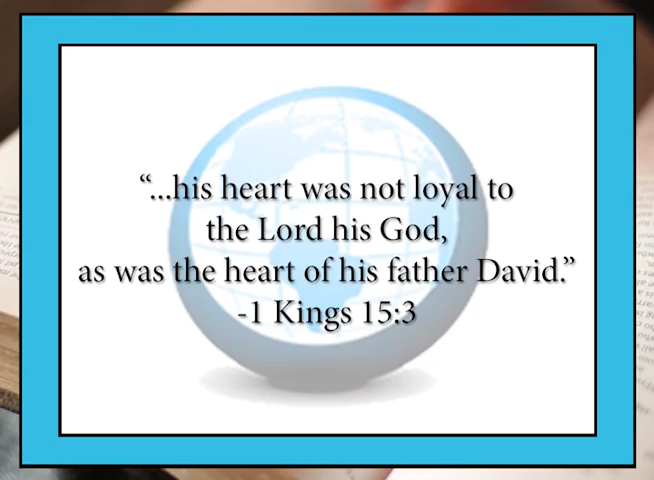 “...his heart was not loyal to
the Lord his God,
as was the heart of his father David.”
-1 Kings 15:3